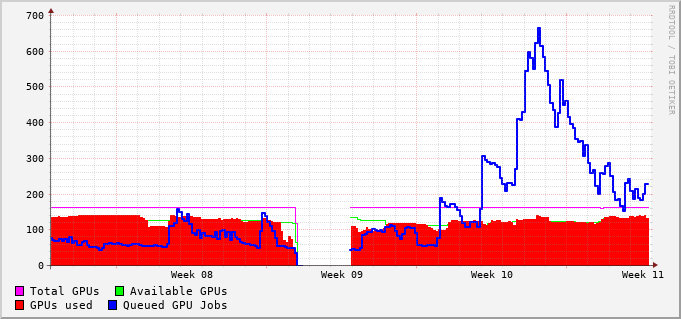 700
600
500
400
300
200
100
0
Week 08 Week 09 Week 10 Week 11
RRDTOOL / TOBI OETIKER
Total GPUs Available GPUs
GPUs used Queued GPU Jobs